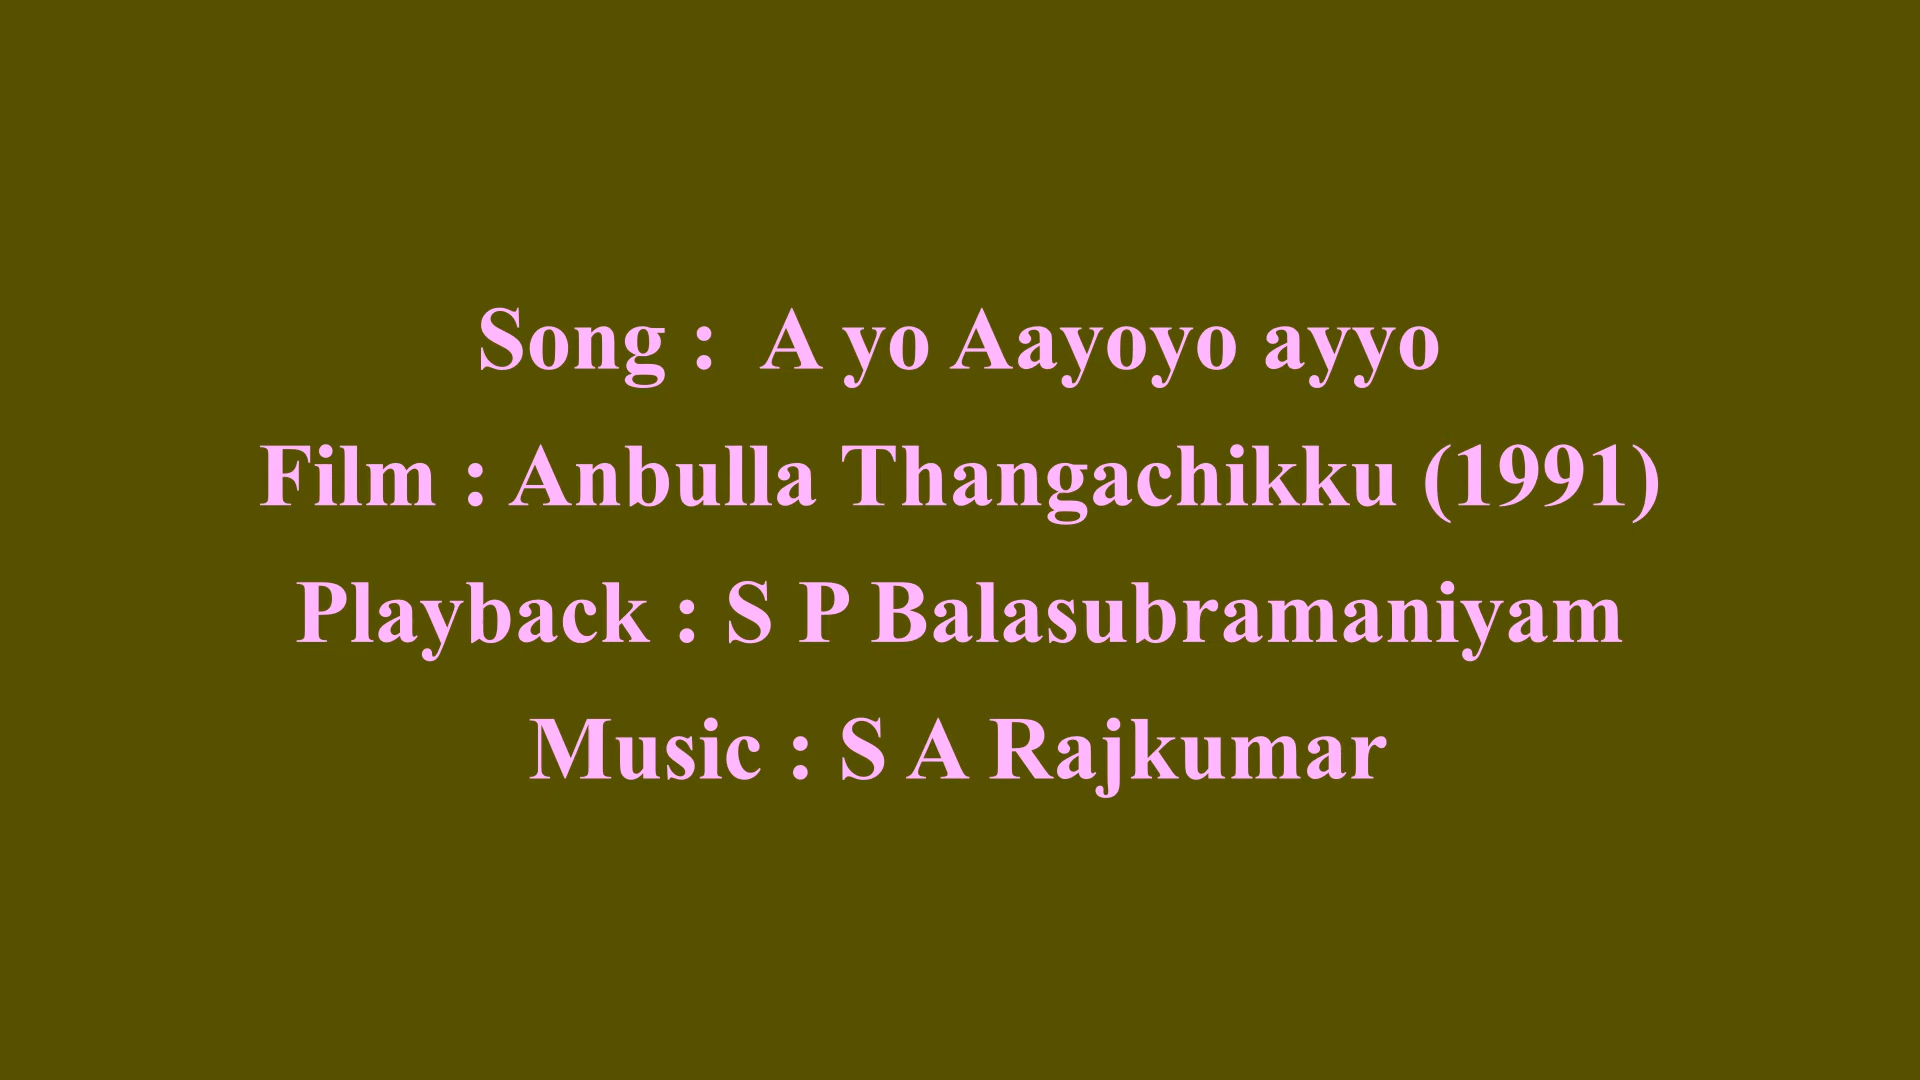 Song :  A yo Aayoyo ayyo
Film : Anbulla Thangachikku (1991)
Playback : S P Balasubramaniyam
Music : S A Rajkumar